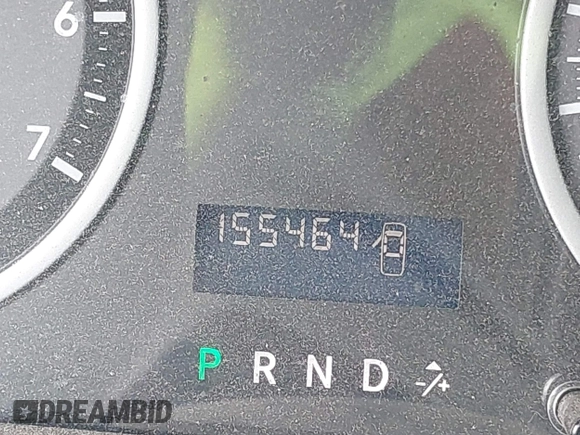 6
7
155464
P R N D -/+
DREAMBID